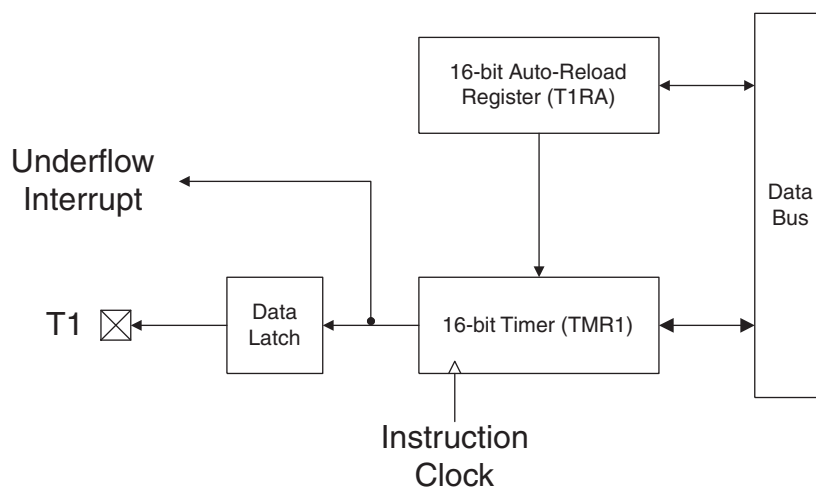 16-bit Auto-Reload
Register (T1RA)
Underflow
Interrupt
Data
Bus
T1
Data
Latch
16-bit Timer (TMR1)
Instruction
Clock